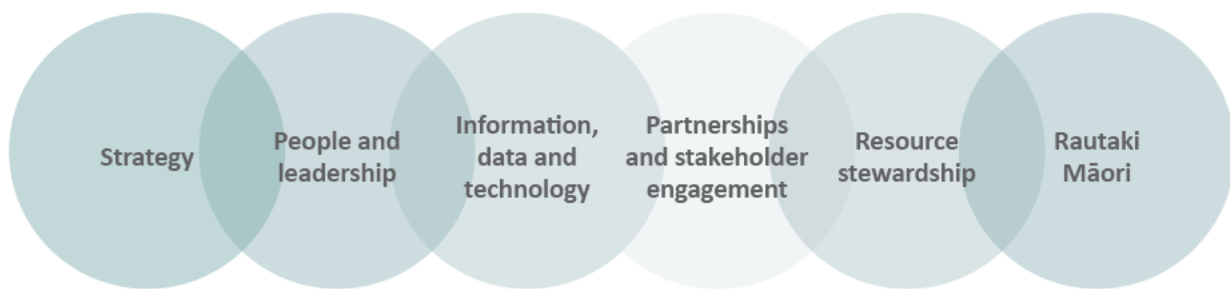 Strategy
People and
leadership
Information,
data and
technology
Partnerships
and stakeholder
engagement
Resource
stewardship
Rautaki
Māori